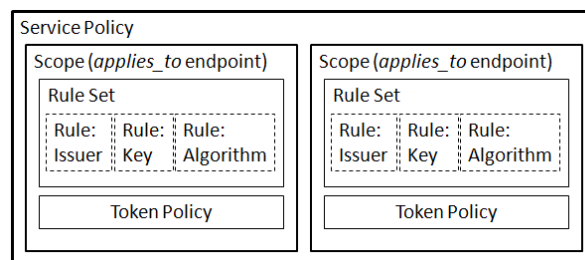 Service Policy
Scope (applies_to endpoint)
Rule Set
Rule:
Issuer
Rule:
Key
Rule:
Algorithm
Token Policy
Scope (applies_to endpoint)
Rule Set
Rule:
Issuer
Rule:
Key
Rule:
Algorithm
Token Policy